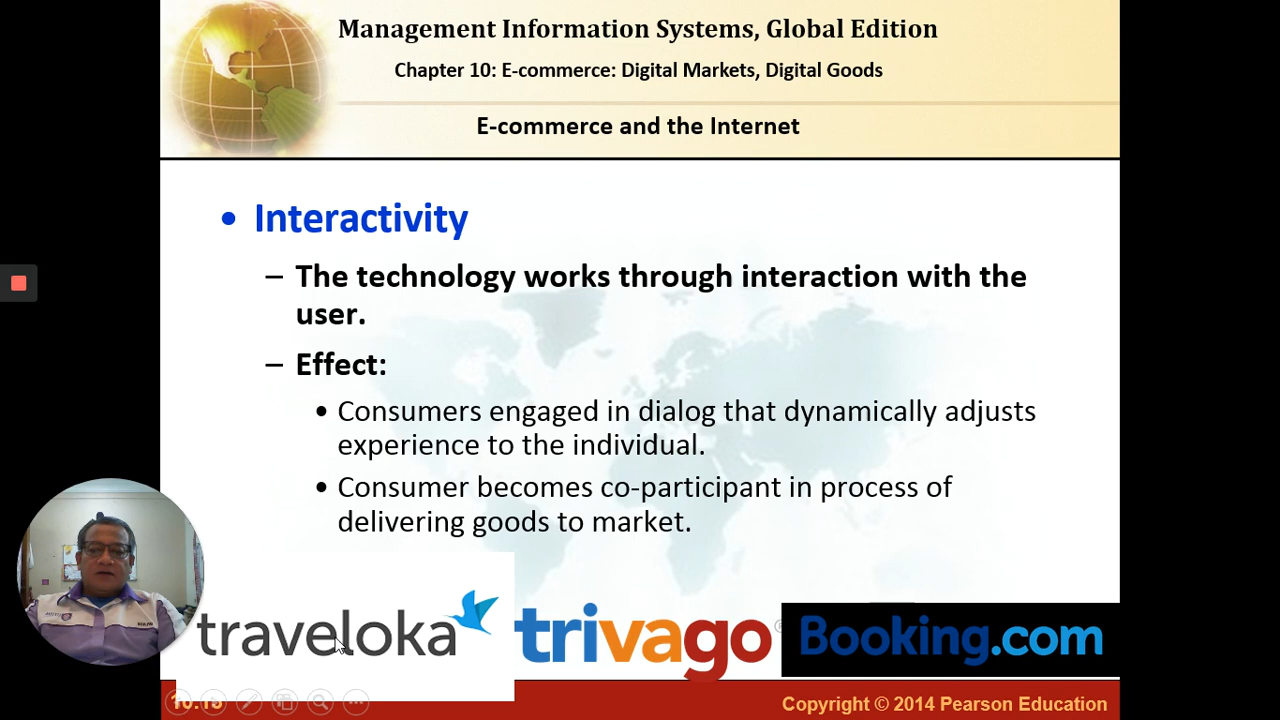 Management Information Systems, Global Edition
Chapter 10: E-commerce: Digital Markets, Digital Goods
E-commerce and the Internet
• Interactivity
– The technology works through interaction with the
user.
– Effect:
• Consumers engaged in dialog that dynamically adjusts
experience to the individual.
• Consumer becomes co-participant in process of
delivering goods to market.
traveloka
trivago
Booking.com
Copyright © 2014 Pearson Education